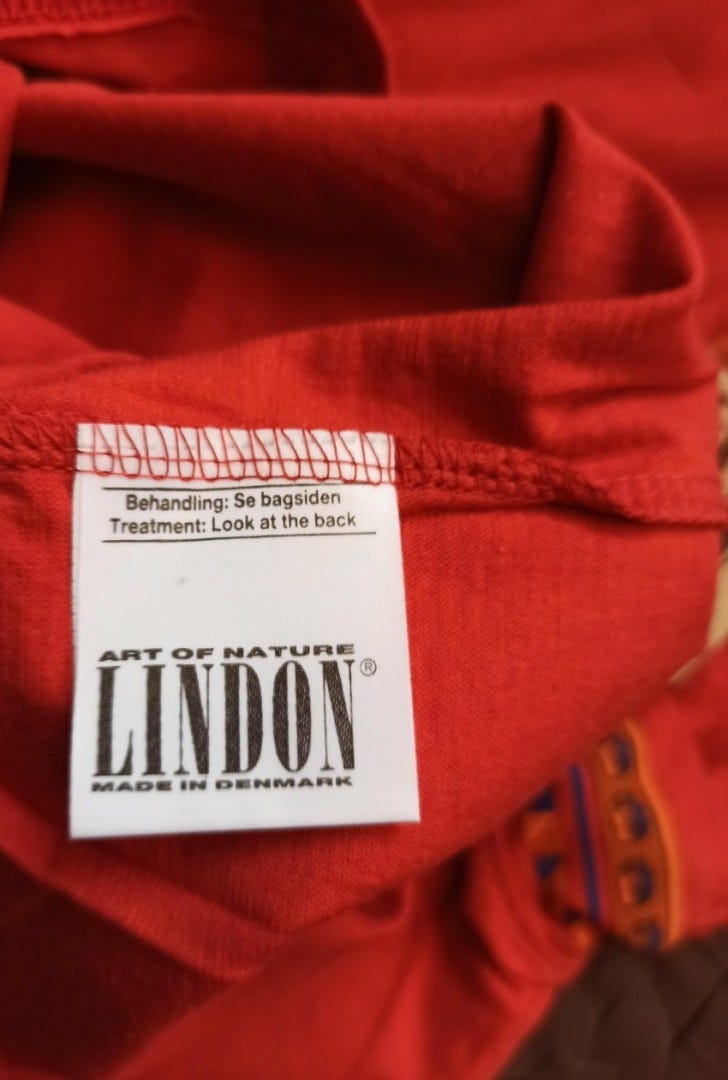 Behandling: Se bagsiden
Treatment: Look at the back
ART OF NATURE
LINDON®
MADE IN DENMARK